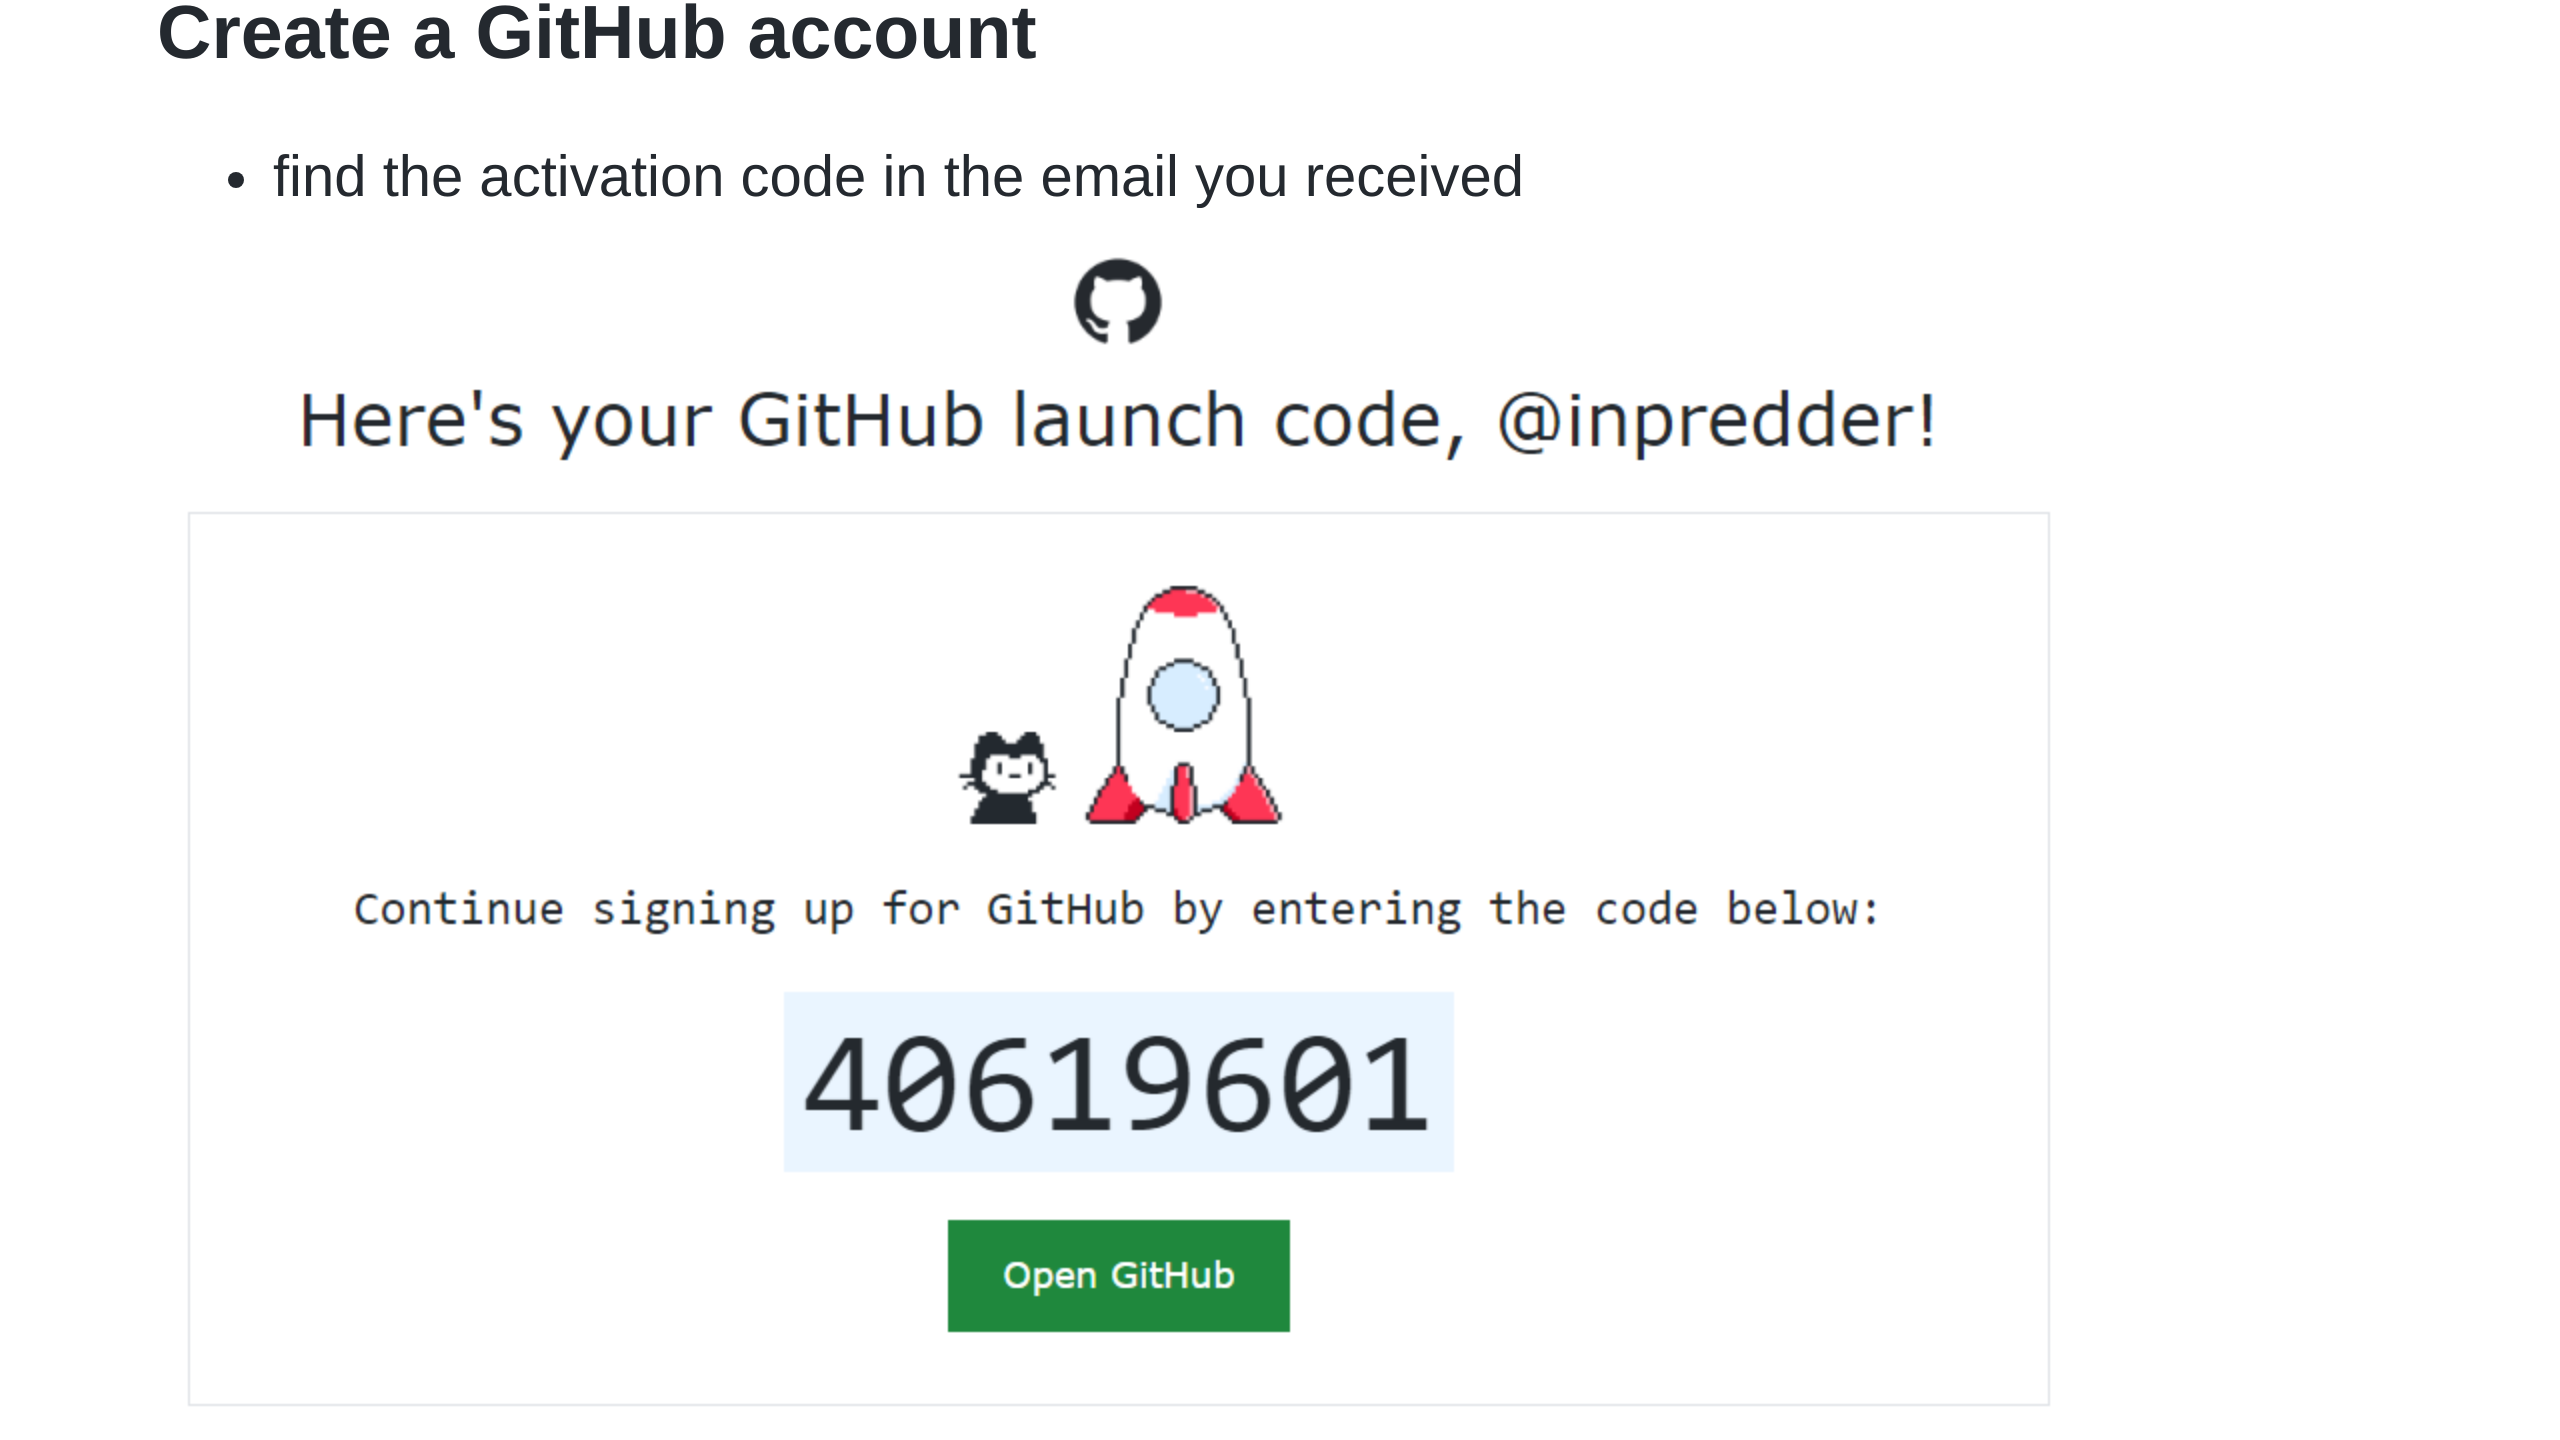 Create a GitHub account
• find the activation code in the email you received
Here's your GitHub launch code, @inpredder!
Continue signing up for GitHub by entering the code below:
40619601
Open GitHub